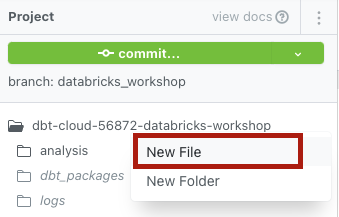 Project view docs
commit...
branch: databricks_workshop
dbt-cloud-56872-databricks-workshop
analysis
New File
dbt_packages
New Folder
logs